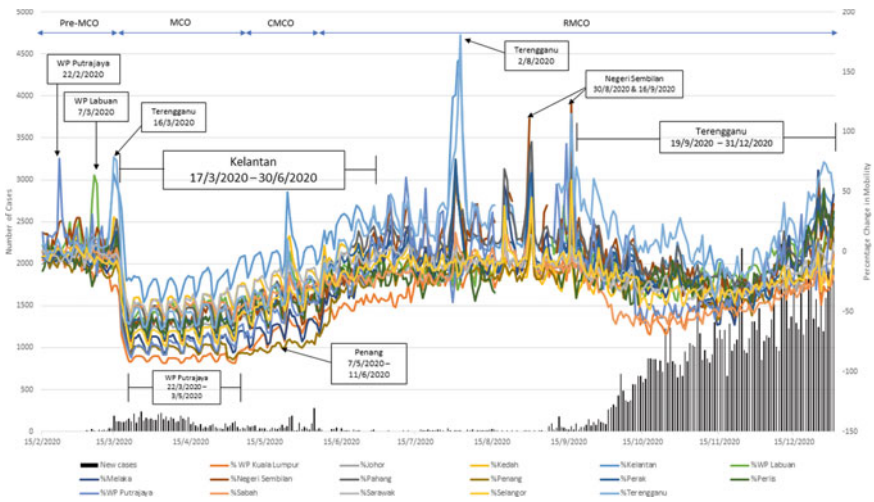 Pre-MCO MCO CMCO RMCO
5000
4500
4000
3500
3000
2500
2000
1500
1000
500
0
Number of Cases
200
150
100
50
0
-50
-100
-150
Percentage Change in Mobility
WP Putrajaya
22/2/2020
WP Labuan
7/3/2020
Terengganu
16/3/2020
Kelantan
17/3/2020 – 30/6/2020
Terengganu
2/8/2020
Negeri Sembilan
30/8/2020 & 16/9/2020
Terengganu
19/9/2020 – 31/12/2020
Penang
7/5/2020 –
11/6/2020
WP Putrajaya
22/3/2020 –
3/5/2020
15/2/2020 15/3/2020 15/4/2020 15/5/2020 15/6/2020 15/7/2020 15/8/2020 15/9/2020 15/10/2020 15/11/2020 15/12/2020
New cases % WP Kuala Lumpur %Johor %Kedah %Kelantan %WP Labuan
%Melaka %Negeri Sembilan %Pahang %Penang %Perak %Perlis
%WP Putrajaya %Sabah %Sarawak %Selangor %Terengganu